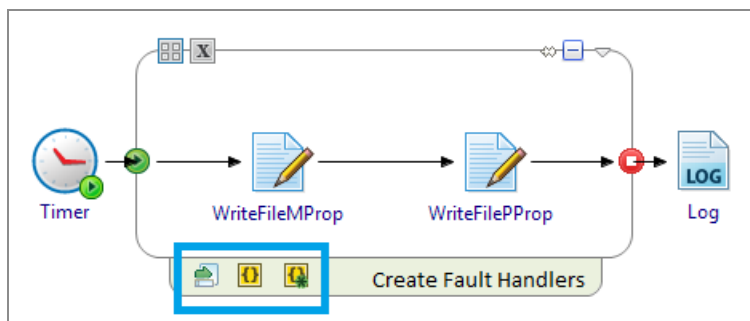 X
Timer
WriteFileMProp
WriteFilePProp
LOG
Log
{}
{}
Create Fault Handlers